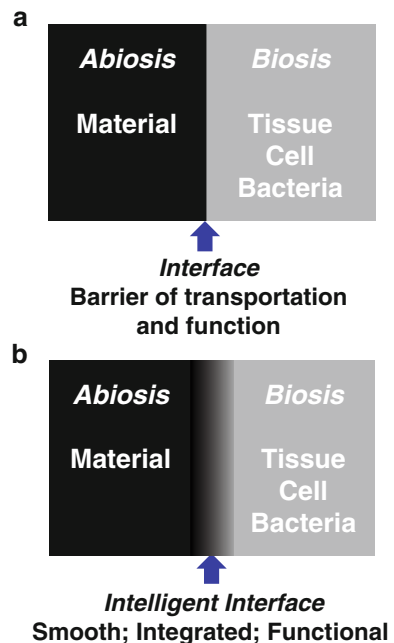 a
Abiosis Biosis
Material Tissue
Cell
Bacteria
Interface
Barrier of transportation
and function
b
Abiosis Biosis
Material Tissue
Cell
Bacteria
Intelligent Interface
Smooth; Integrated; Functional